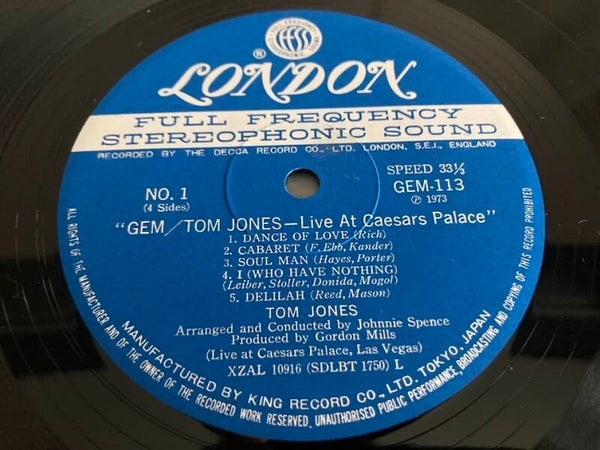 FULL FREQUENCY STEREOPHONIC SOUND
ffss
®
LONDON
FULL FREQUENCY
STEREOPHONIC SOUND
RECORDED BY THE DECCA RECORD CO., LTD. LONDON, S.E.I., ENGLAND
NO. 1
(4 Sides)
SPEED 33⅓
GEM-113
Ⓟ 1973
"GEM/TOM JONES—Live At Caesars Palace"
1. DANCE OF LOVE (Rich)
2. CABARET (F. Ebb, Kander)
3. SOUL MAN (Hayes, Porter)
4. I (WHO HAVE NOTHING)
(Leiber, Stoller, Donida, Mogol)
5. DELILAH (Reed, Mason)
TOM JONES
Arranged and Conducted by Johnnie Spence
Produced by Gordon Mills
(Live at Caesars Palace, Las Vegas)
XZAL 10916 (SDLBT 1750) L
MANUFACTURED BY KING RECORD CO., LTD. TOKYO, JAPAN
ALL RIGHTS OF THE MANUFACTURER AND OF THE OWNER OF THE RECORDED WORK RESERVED. UNAUTHORISED PUBLIC PERFORMANCE, BROADCASTING AND COPYING OF THIS RECORD PROHIBITED